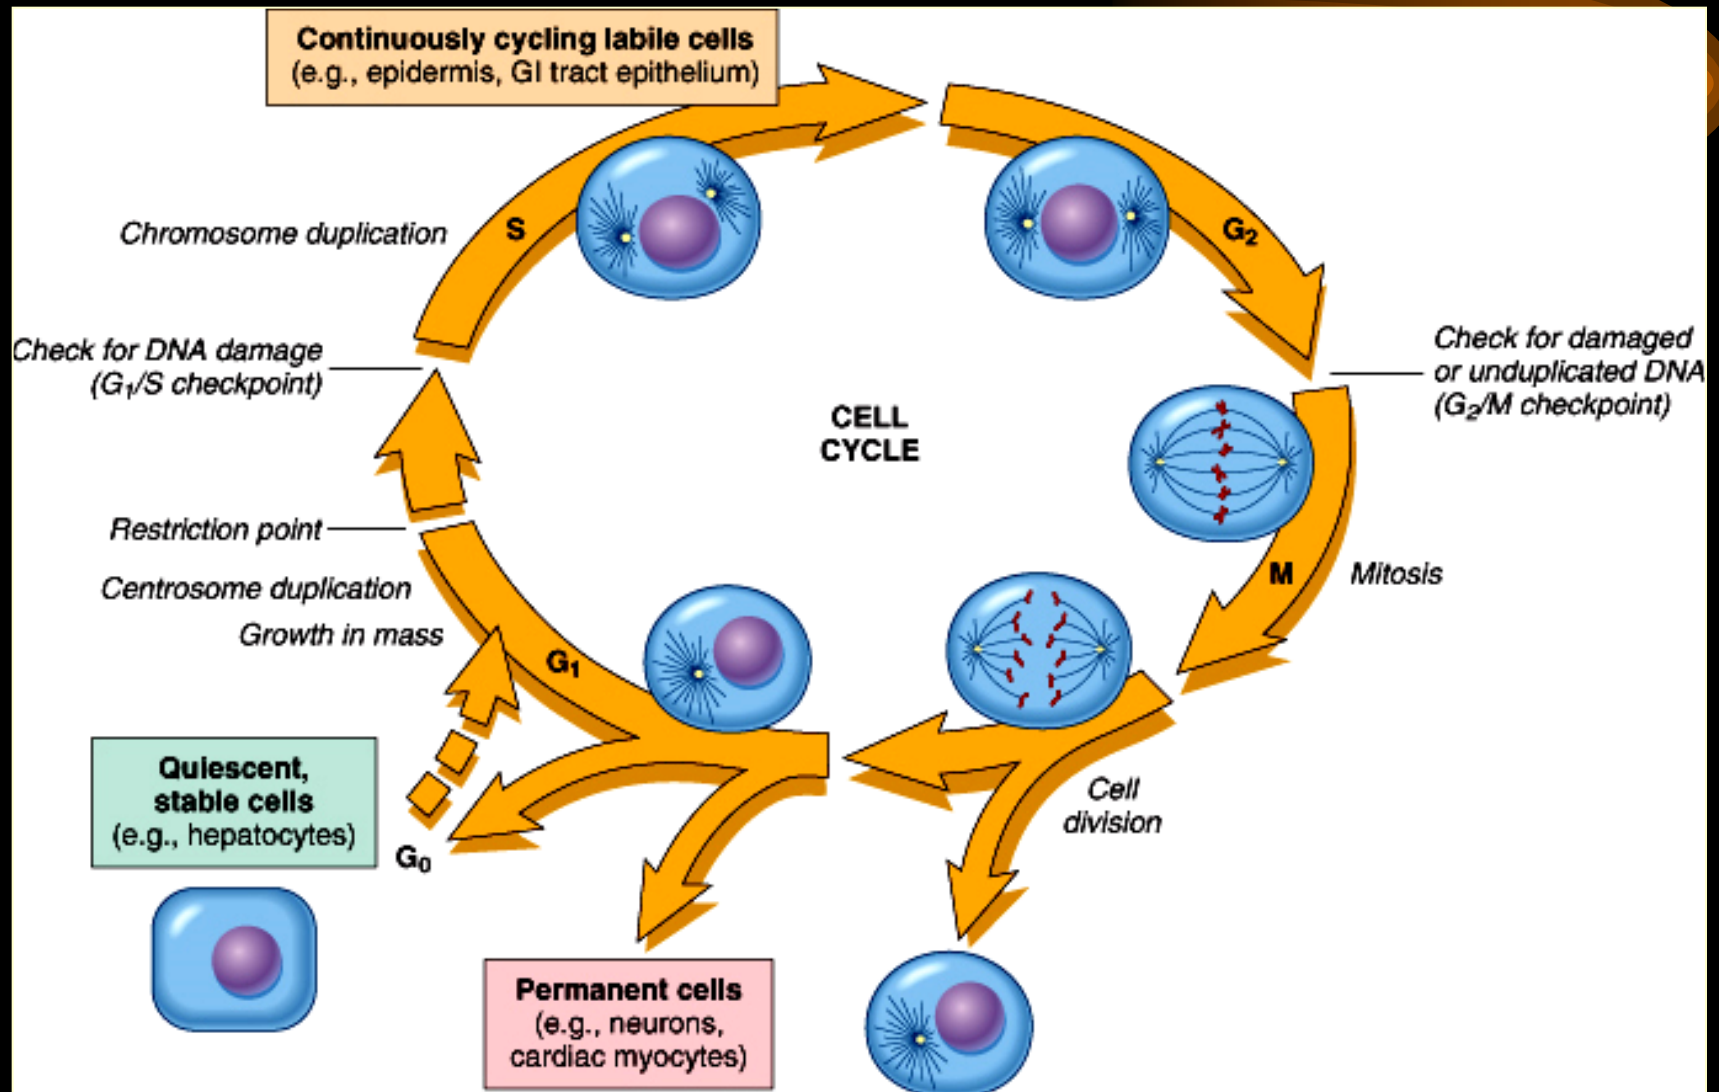 Continuously cycling labile cells
(e.g., epidermis, GI tract epithelium)
Chromosome duplication
S
G₂
Check for DNA damage
(G₁/S checkpoint)
Check for damaged
or unduplicated DNA
(G₂/M checkpoint)
CELL
CYCLE
Restriction point
Centrosome duplication
Growth in mass
G₁
M
Mitosis
Quiescent,
stable cells
(e.g., hepatocytes)
G₀
Cell
division
Permanent cells
(e.g., neurons,
cardiac myocytes)